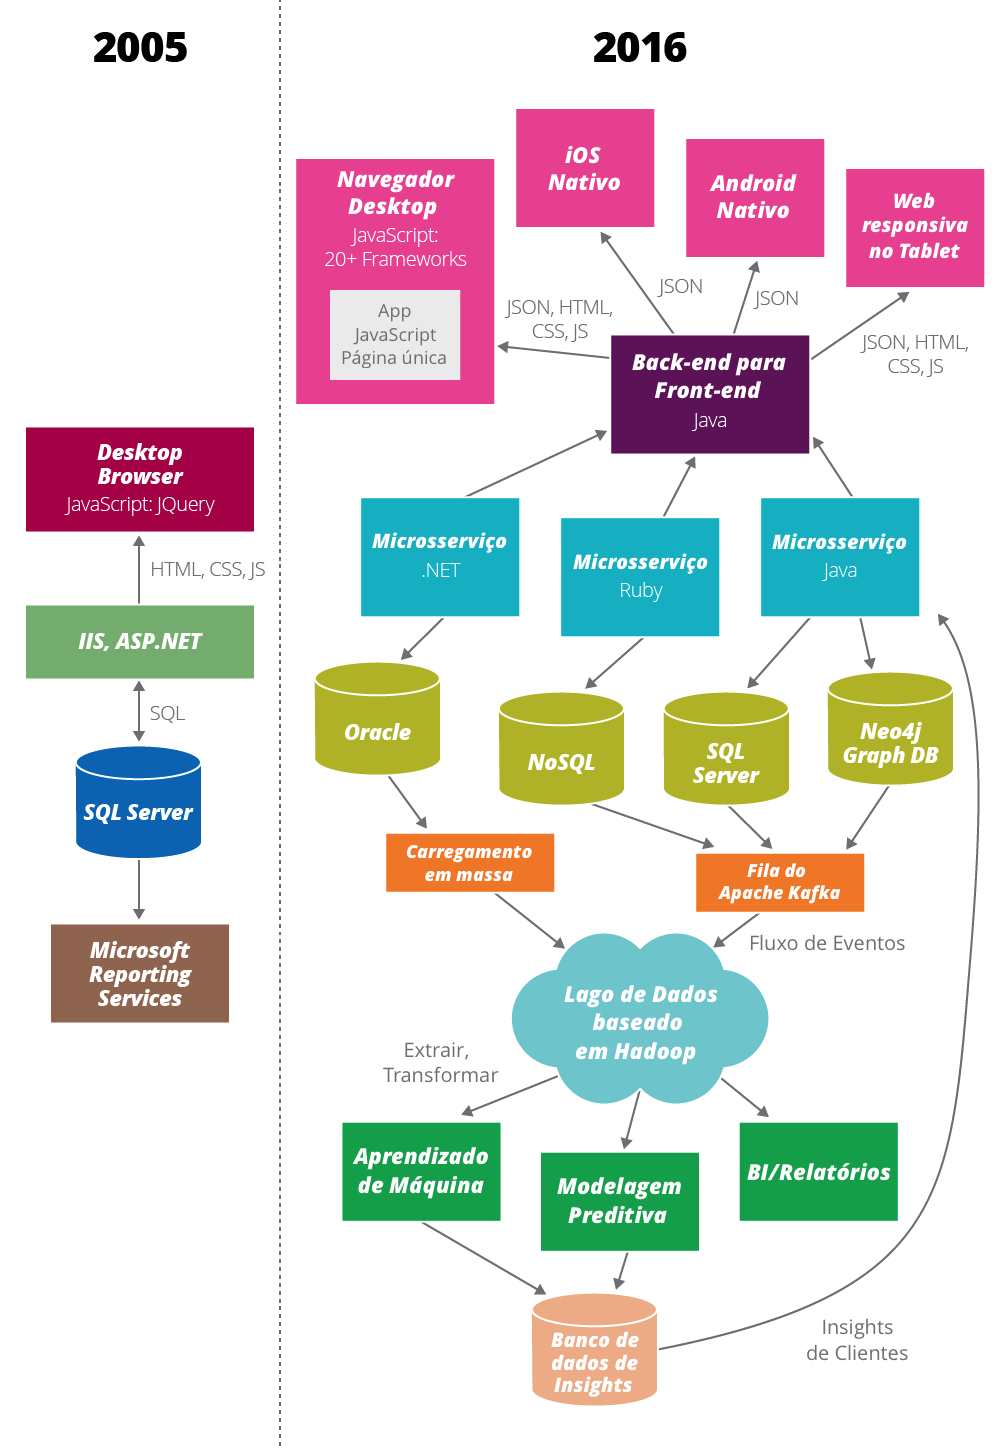 2005
Desktop
Browser
JavaScript: JQuery
HTML, CSS, JS
IIS, ASP.NET
SQL
SQL Server
Microsoft
Reporting
Services
2016
Navegador
Desktop
JavaScript:
20+ Frameworks
App
JavaScript
Página única
iOS
Nativo
Android
Nativo
Web
responsiva
no Tablet
JSON, HTML,
CSS, JS
JSON
JSON
JSON, HTML,
CSS, JS
Back-end para
Front-end
Java
Microsserviço
.NET
Microsserviço
Ruby
Microsserviço
Java
Oracle
NoSQL
SQL
Server
Neo4j
Graph DB
Carregamento
em massa
Fila do
Apache Kafka
Fluxo de Eventos
Lago de Dados
baseado
em Hadoop
Extrair,
Transformar
Aprendizado
de Máquina
Modelagem
Preditiva
BI/Relatórios
Banco de
dados de
Insights
Insights
de Clientes